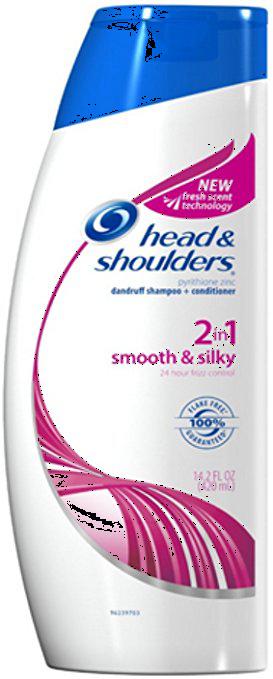 NEW
fresh scent
technology
head &
shoulders®
pyrithione zinc
dandruff shampoo + conditioner
2in1
smooth & silky
24 hour frizz control
FLAKE FREE*
100%
GUARANTEED
14.2 FL OZ
(420 mL)
96239703